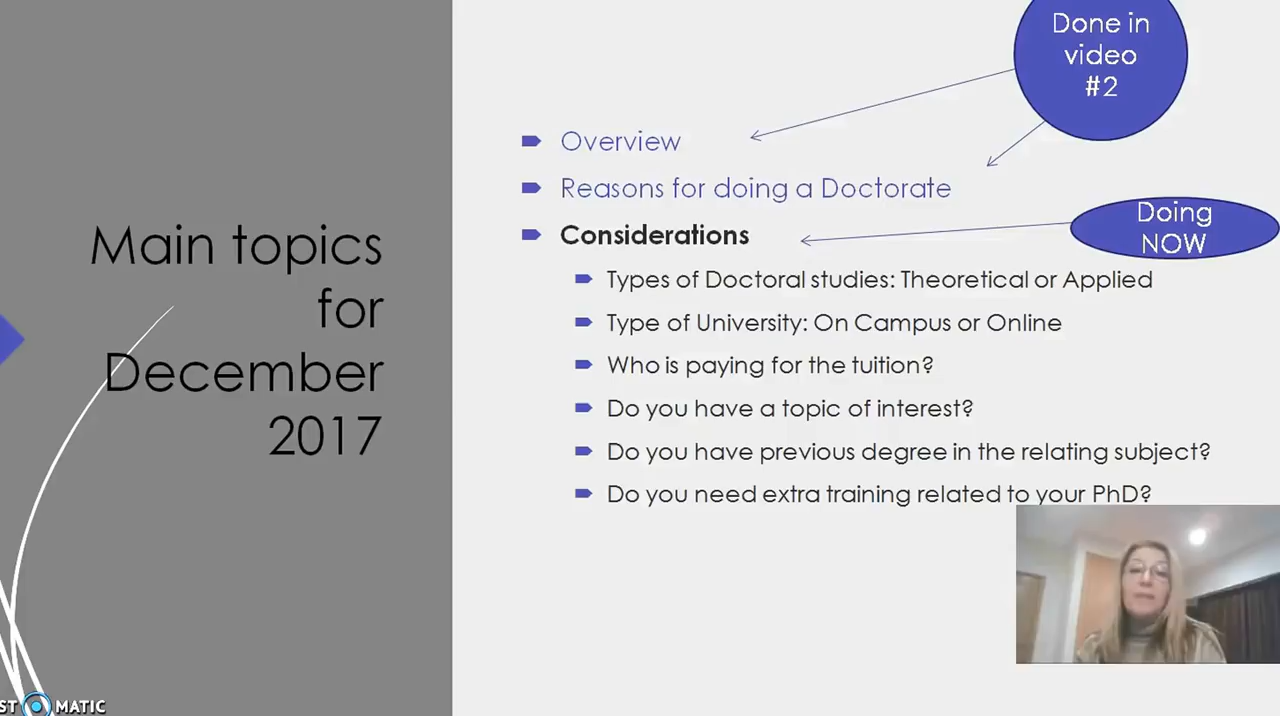 Done in
video
#2
Overview
Reasons for doing a Doctorate
Considerations
Doing
NOW
Types of Doctoral studies: Theoretical or Applied
Type of University: On Campus or Online
Who is paying for the tuition?
Do you have a topic of interest?
Do you have previous degree in the relating subject?
Do you need extra training related to your PhD?
Main topics
for
December
2017
ST MATIC